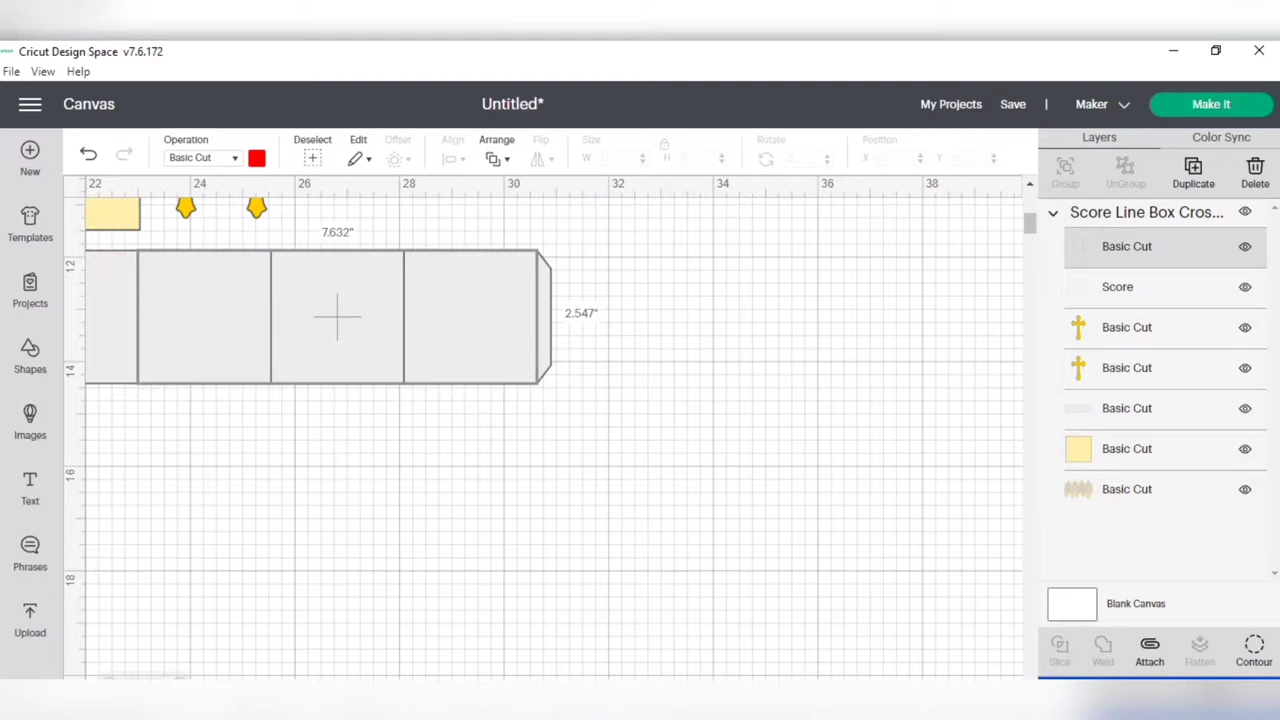 Cricut Design Space v7.6.172
File View Help
Canvas
Untitled*
My Projects Save Maker Make It
Operation
Basic Cut
Deselect
Edit
Offset
Align
Arrange
Flip
Size
W
H
Rotate
Position
X
Y
Layers
Color Sync
Group
UnGroup
Duplicate
Delete
New
Templates
Projects
Shapes
Images
Text
Phrases
Upload
22 24 26 28 30 32 34 36 38
12
14
16
18
7.632"
2.547"
Score Line Box Cros...
Basic Cut
Score
Basic Cut
Basic Cut
Basic Cut
Basic Cut
Basic Cut
Blank Canvas
Slice
Weld
Attach
Flatten
Contour